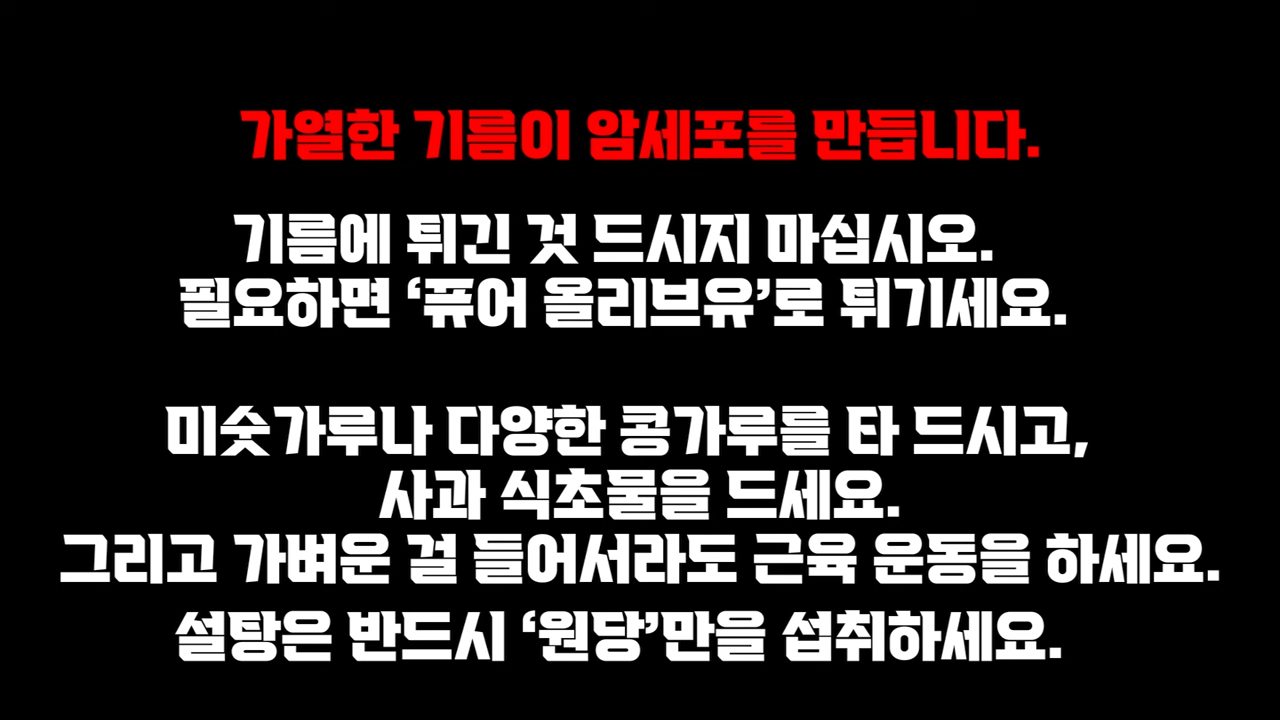 가열한 기름이 암세포를 만듭니다.
기름에 튀긴 것 드시지 마십시오.
필요하면 ‘퓨어 올리브유’로 튀기세요.
미숫가루나 다양한 콩가루를 타 드시고,
사과 식초물을 드세요.
그리고 가벼운 걸 들어서라도 근육 운동을 하세요.
설탕은 반드시 ‘원당’만을 섭취하세요.